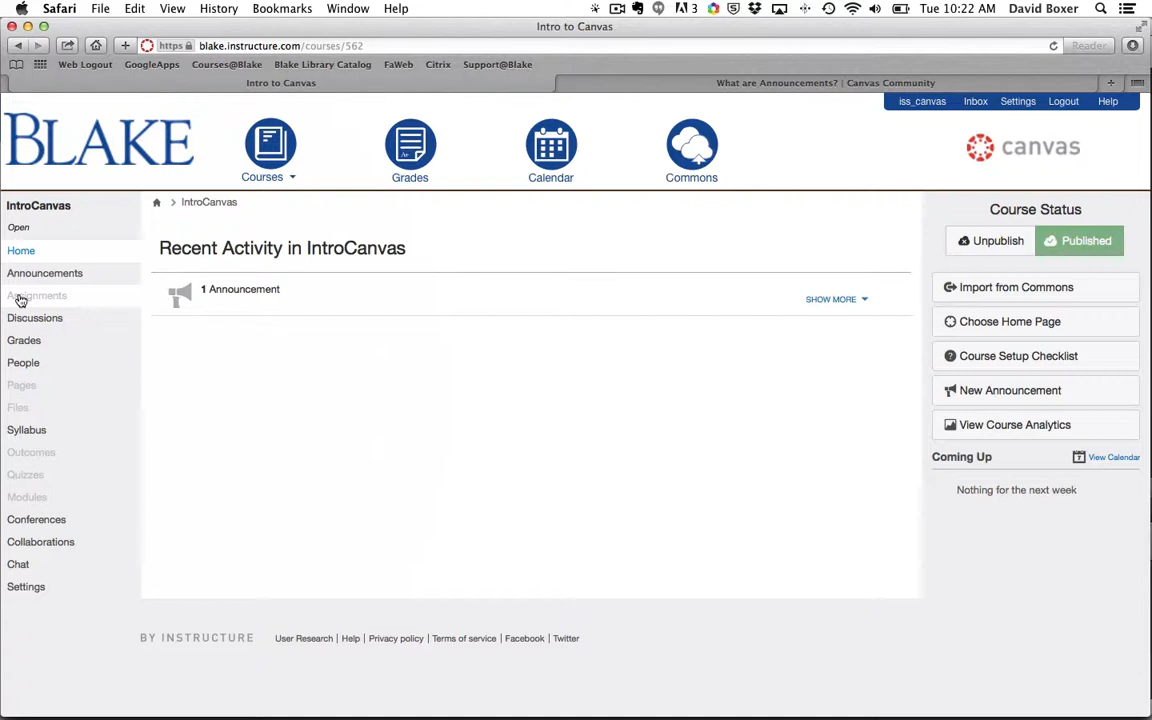 Safari File Edit View History Bookmarks Window Help 3 5 Tue 10:22 AM David Boxer
Intro to Canvas
https blake.instructure.com/courses/562 Reader
Web Logout GoogleApps Courses@Blake Blake Library Catalog FaWeb Citrix Support@Blake
Intro to Canvas What are Announcements? | Canvas Community
iss_canvas Inbox Settings Logout Help
BLAKE
A+
Courses Grades Calendar Commons
canvas
IntroCanvas
Open
Home
Announcements
Assignments
Discussions
Grades
People
Pages
Files
Syllabus
Outcomes
Quizzes
Modules
Conferences
Collaborations
Chat
Settings
IntroCanvas
Recent Activity in IntroCanvas
1 Announcement
SHOW MORE
Course Status
Unpublish Published
Import from Commons
Choose Home Page
Course Setup Checklist
New Announcement
View Course Analytics
Coming Up View Calendar
Nothing for the next week
BY INSTRUCTURE User Research | Help | Privacy policy | Terms of service | Facebook | Twitter